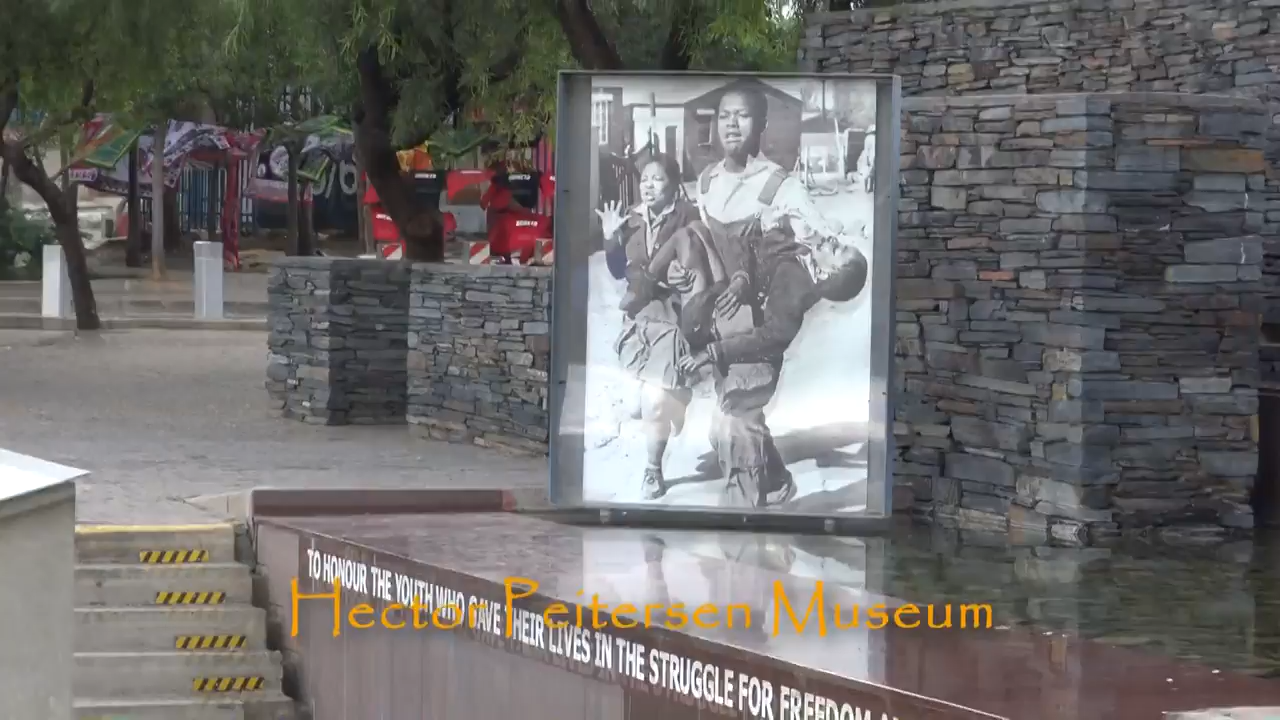 TO HONOUR THE YOUTH WHO GAVE THEIR LIVES IN THE STRUGGLE FOR FREEDOM
Hector Peitersen Museum